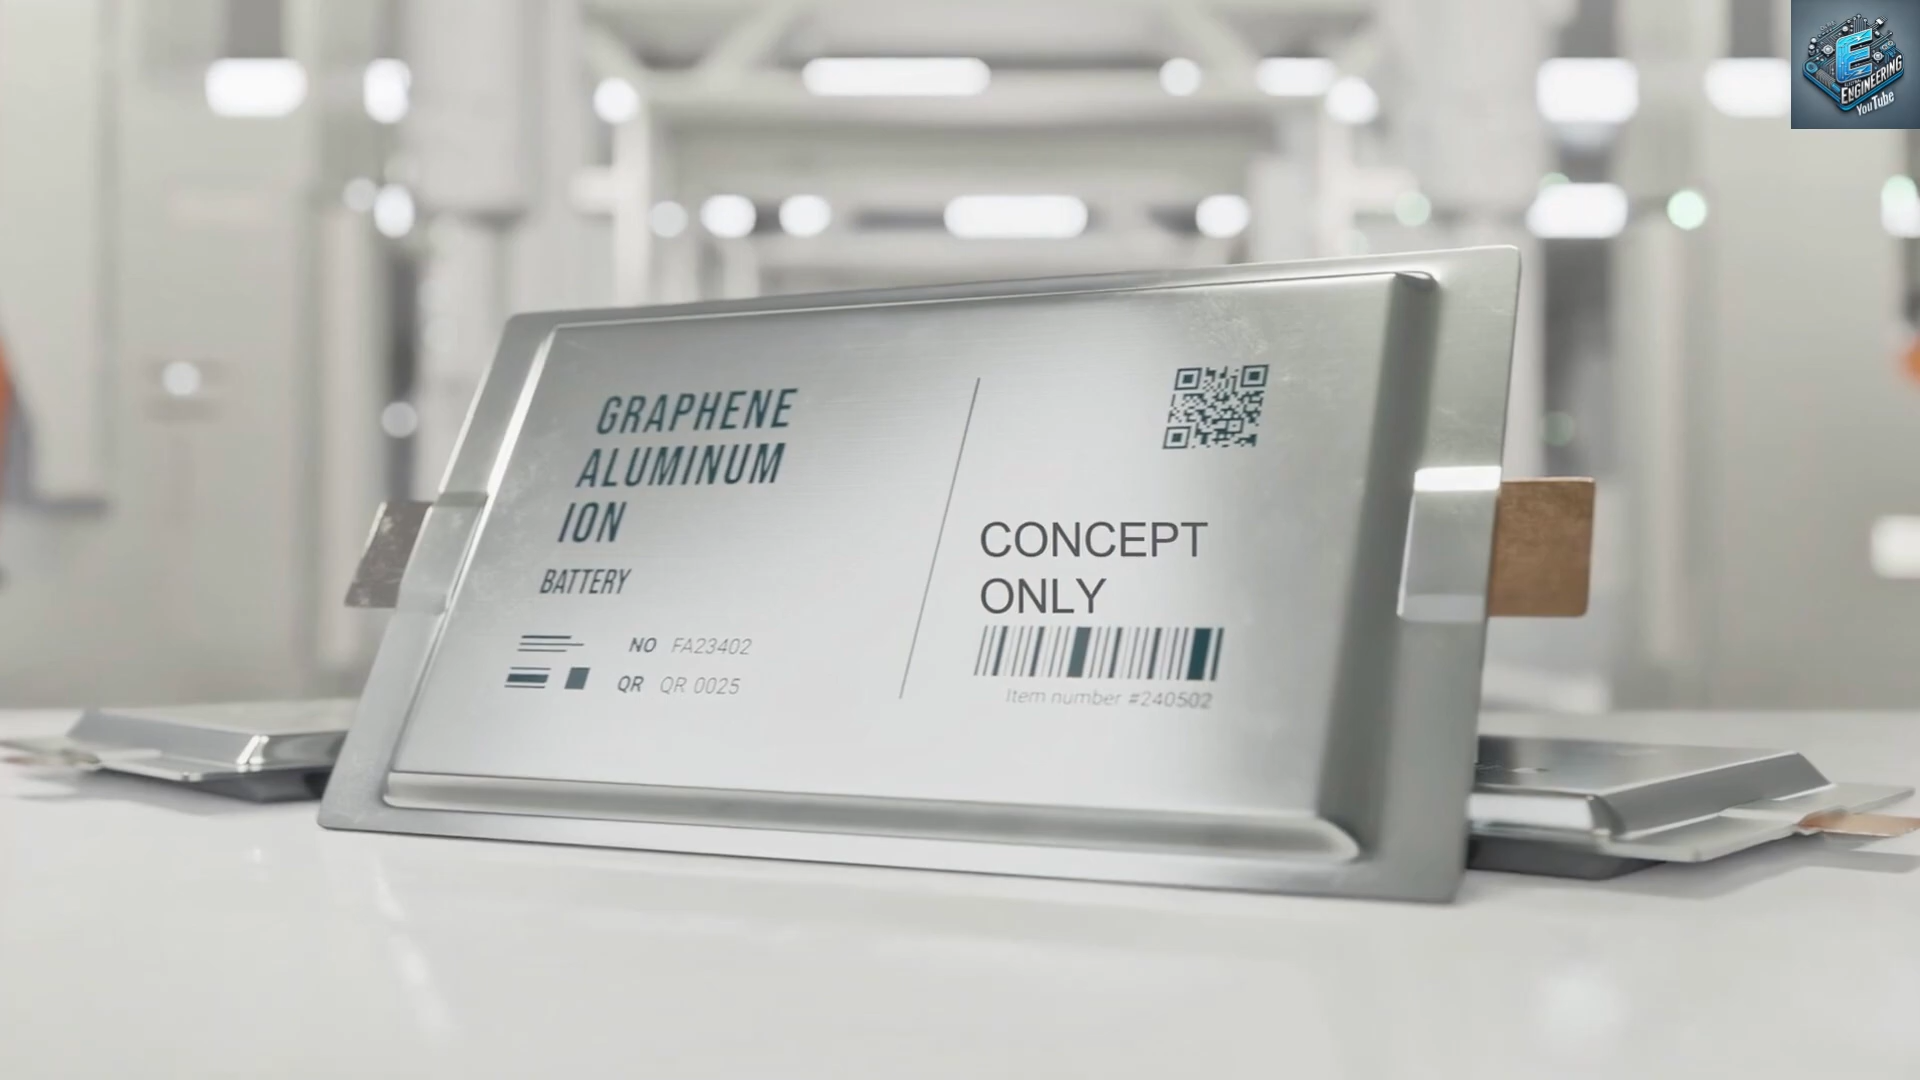 GRAPHENE
ALUMINUM
ION
BATTERY
NO FA23402
QR QR 0025
CONCEPT
ONLY
Item number #240502
E
ENGINEERING
YouTube